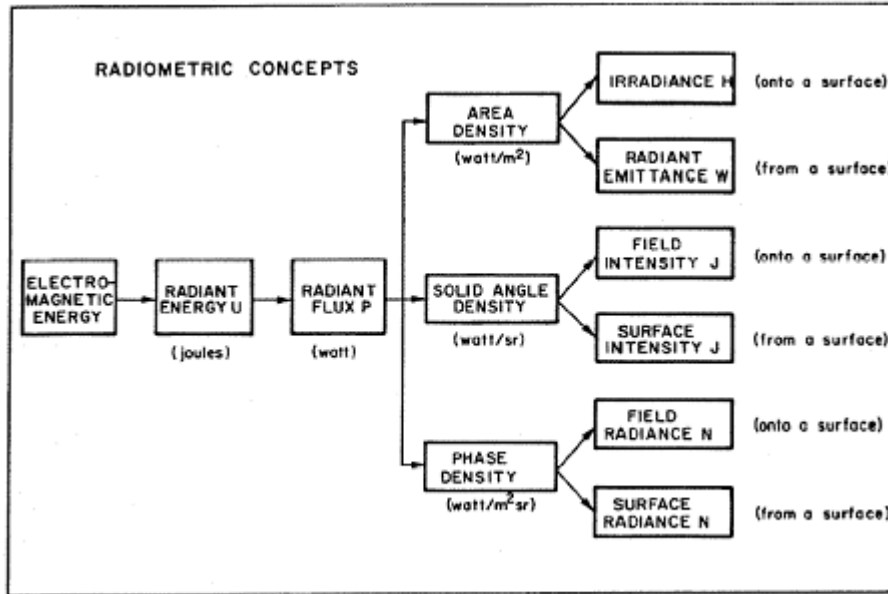 RADIOMETRIC CONCEPTS
ELECTRO-
MAGNETIC
ENERGY
RADIANT
ENERGY U
(joules)
RADIANT
FLUX P
(watt)
AREA
DENSITY
(watt/m²)
IRRADIANCE H
(onto a surface)
RADIANT
EMITTANCE W
(from a surface)
SOLID ANGLE
DENSITY
(watt/sr)
FIELD
INTENSITY J
(onto a surface)
SURFACE
INTENSITY J
(from a surface)
PHASE
DENSITY
(watt/m²sr)
FIELD
RADIANCE N
(onto a surface)
SURFACE
RADIANCE N
(from a surface)